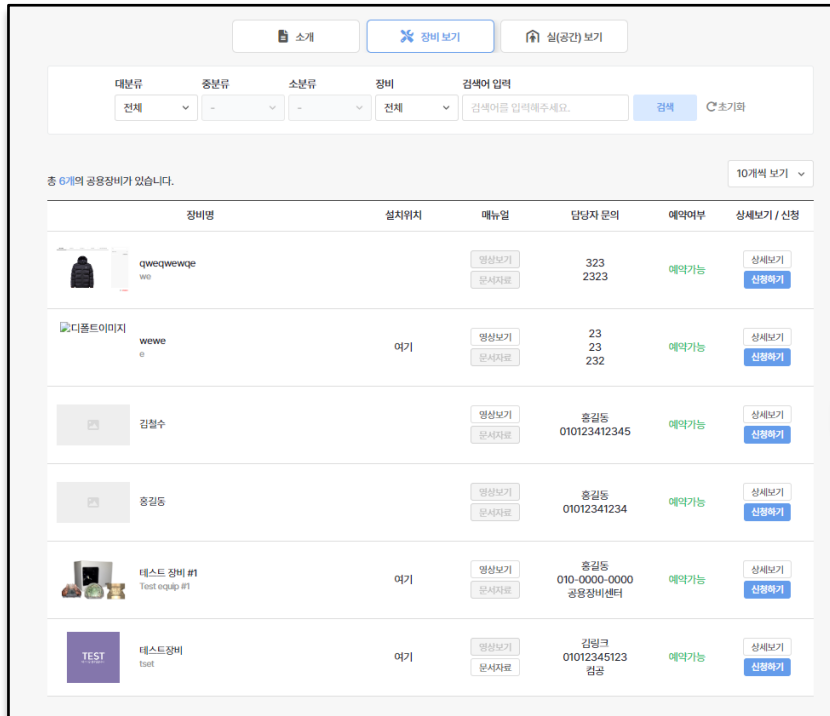 소개
장비 보기
실(공간) 보기
대분류 중분류 소분류 장비 검색어 입력
전체 - - 전체 검색어를 입력해주세요. 검색 초기화
총 6개의 공용장비가 있습니다. 10개씩 보기
장비명 설치위치 매뉴얼 담당자 문의 예약여부 상세보기 / 신청
qweqwewqe
we
영상보기
문서자료
323
2323
예약가능
상세보기
신청하기
디폴트이미지
wewe
e
여기
영상보기
문서자료
23
23
232
예약가능
상세보기
신청하기
김철수
영상보기
문서자료
홍길동
010123412345
예약가능
상세보기
신청하기
홍길동
영상보기
문서자료
홍길동
01012341234
예약가능
상세보기
신청하기
테스트 장비 #1
Test equip #1
여기
영상보기
문서자료
홍길동
010-0000-0000
공용장비센터
예약가능
상세보기
신청하기
TEST
테스트장비
tset
여기
영상보기
문서자료
김링크
01012345123
컴공
예약가능
상세보기
신청하기